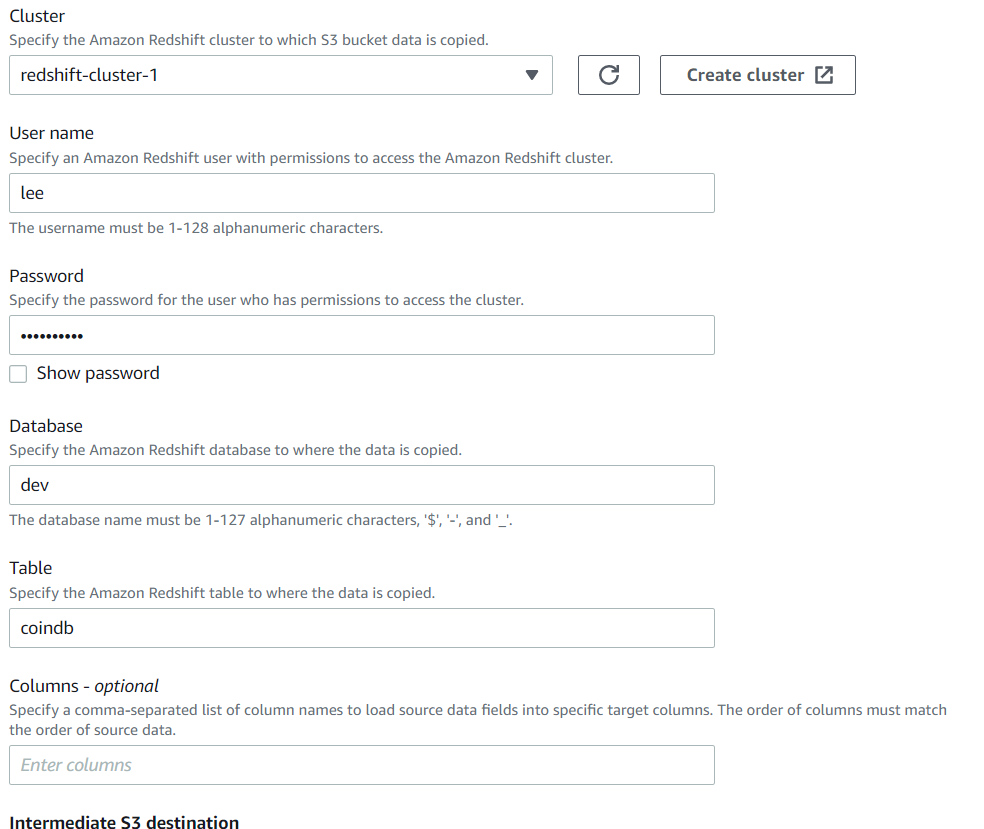 Cluster
Specify the Amazon Redshift cluster to which S3 bucket data is copied.
redshift-cluster-1
Create cluster
User name
Specify an Amazon Redshift user with permissions to access the Amazon Redshift cluster.
lee
The username must be 1-128 alphanumeric characters.
Password
Specify the password for the user who has permissions to access the cluster.
••••••••••
Show password
Database
Specify the Amazon Redshift database to where the data is copied.
dev
The database name must be 1-127 alphanumeric characters, '$', '-', and '_'.
Table
Specify the Amazon Redshift table to where the data is copied.
coindb
Columns - optional
Specify a comma-separated list of column names to load source data fields into specific target columns. The order of columns must match
the order of source data.
Enter columns
Intermediate S3 destination